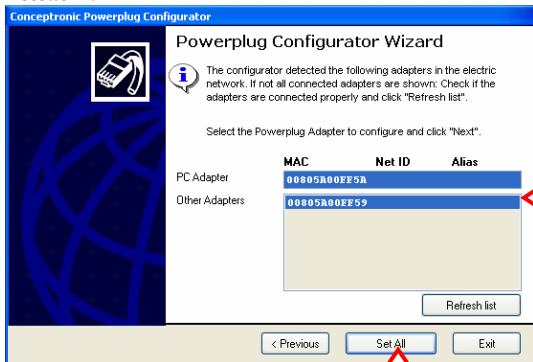 Conceptronic Powerplug Configurator
Powerplug Configurator Wizard
The configurator detected the following adapters in the electric
network. If not all connected adapters are shown: Check if the
adapters are connected properly and click "Refresh list".
Select the Powerplug Adapter to configure and click "Next".
MAC Net ID Alias
PC Adapter 00805A00FF5A
Other Adapters 00805A00FF59
Refresh list
< Previous Set All Exit